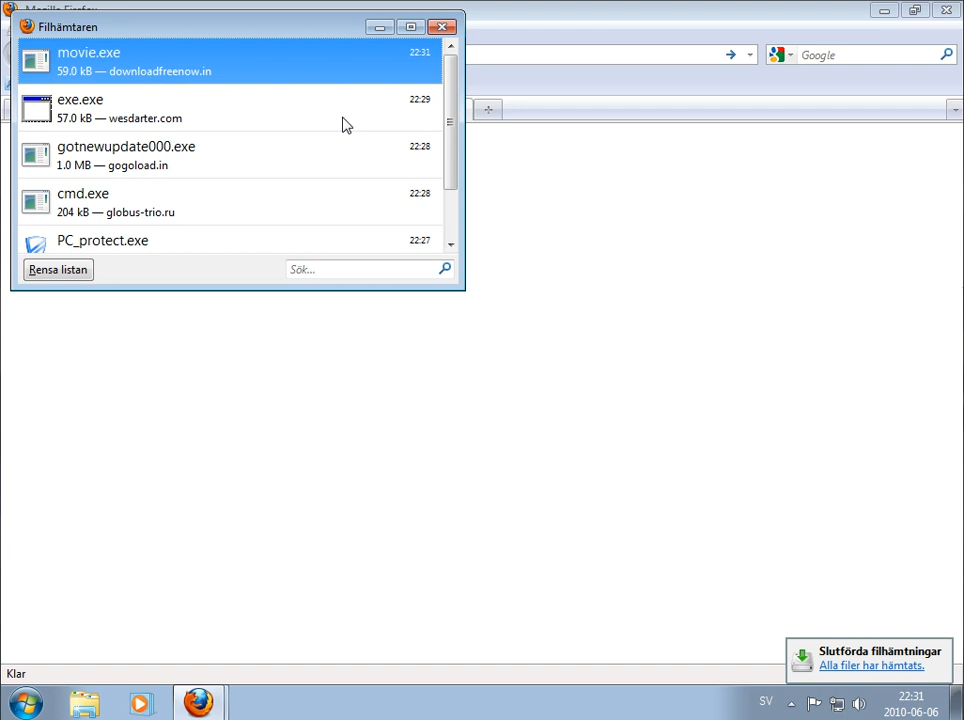 Mozilla Firefox
Filhämtaren
movie.exe
22:31
59.0 kB — downloadfreenow.in
exe.exe
22:29
57.0 kB — wesdarter.com
gotnewupdate000.exe
22:28
1.0 MB — gogoload.in
cmd.exe
22:28
204 kB — globus-trio.ru
PC_protect.exe
22:27
Rensa listan
Sök...
Google
Slutförda filhämtningar
Alla filer har hämtats.
Klar
SV
22:31
2010-06-06